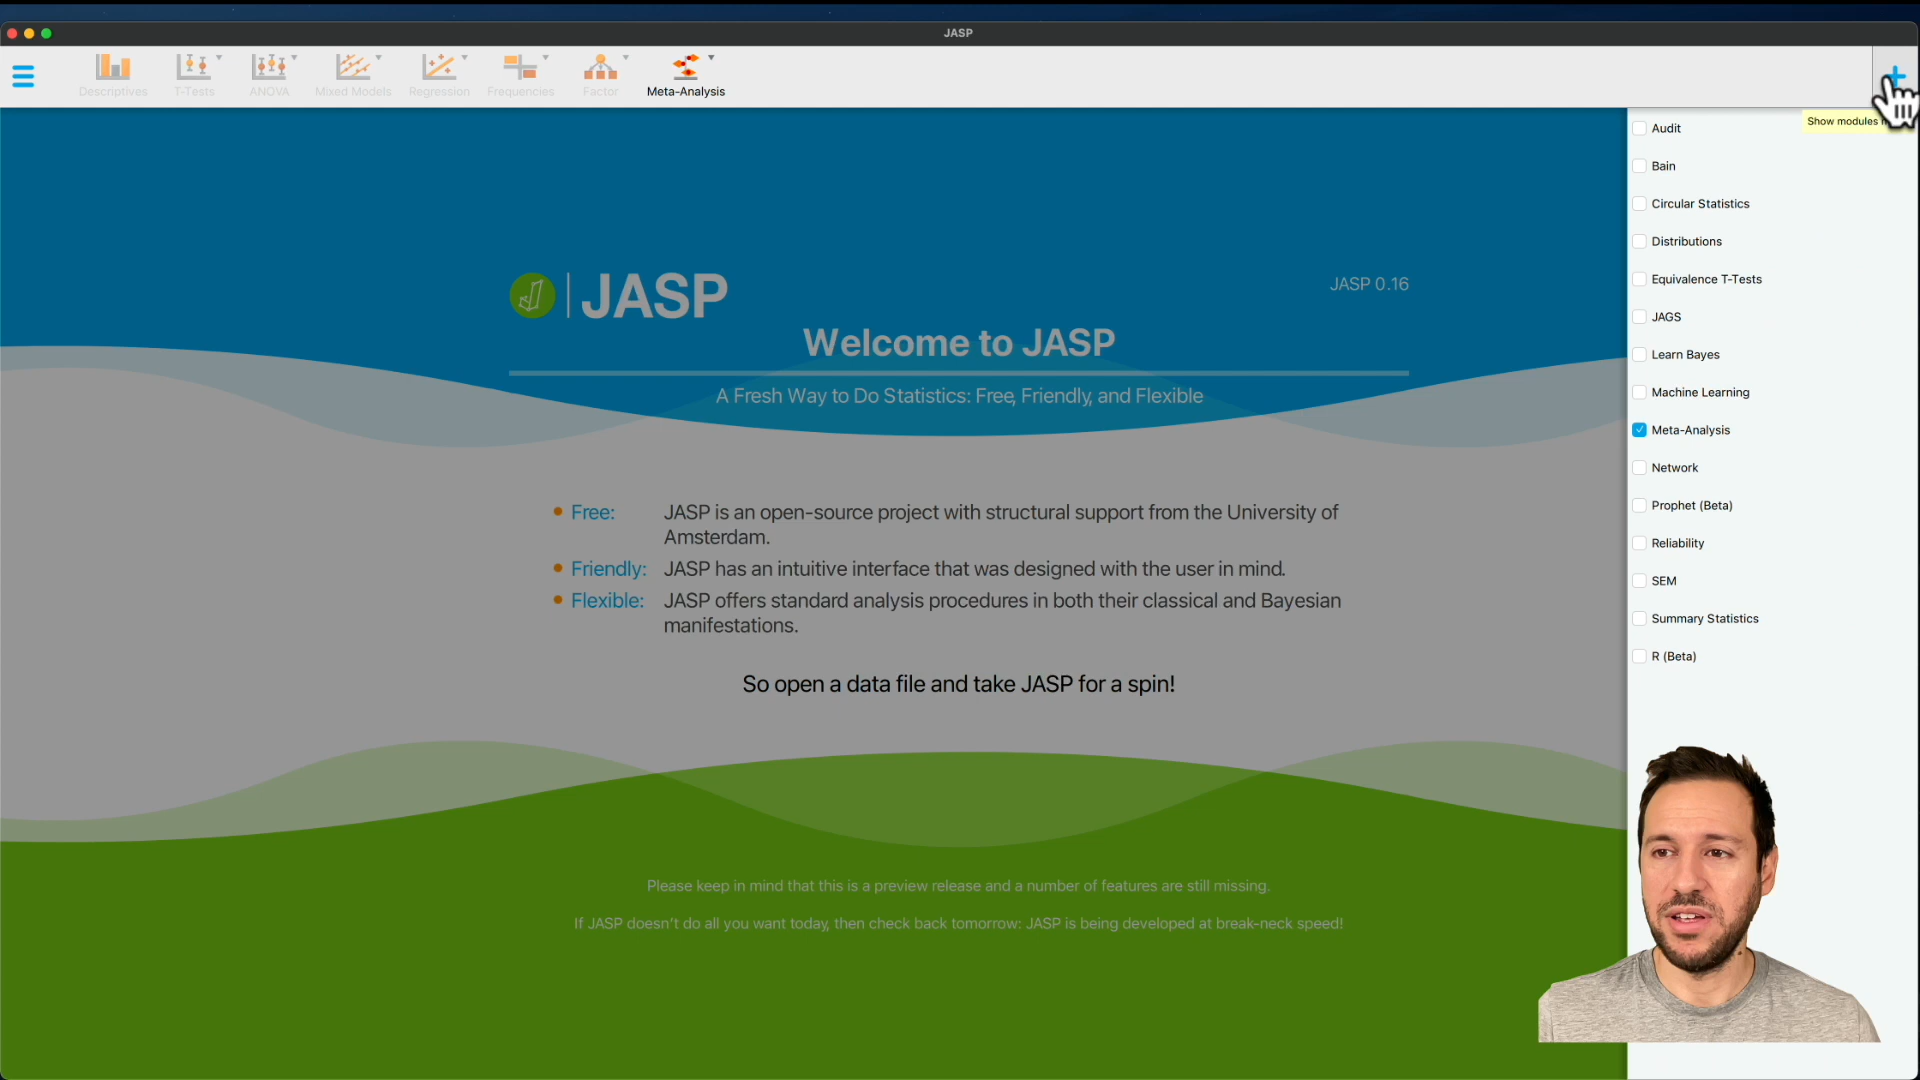 JASP
Descriptives
T-Tests
ANOVA
Mixed Models
Regression
Frequencies
Factor
Meta-Analysis
Show modules
Audit
Bain
Circular Statistics
Distributions
Equivalence T-Tests
JAGS
Learn Bayes
Machine Learning
Meta-Analysis
Network
Prophet (Beta)
Reliability
SEM
Summary Statistics
R (Beta)
JASP
JASP 0.16
Welcome to JASP
A Fresh Way to Do Statistics: Free, Friendly, and Flexible
Free: JASP is an open-source project with structural support from the University of
Amsterdam.
Friendly: JASP has an intuitive interface that was designed with the user in mind.
Flexible: JASP offers standard analysis procedures in both their classical and Bayesian
manifestations.
So open a data file and take JASP for a spin!
Please keep in mind that this is a preview release and a number of features are still missing.
If JASP doesn't do all you want today, then check back tomorrow: JASP is being developed at break-neck speed!